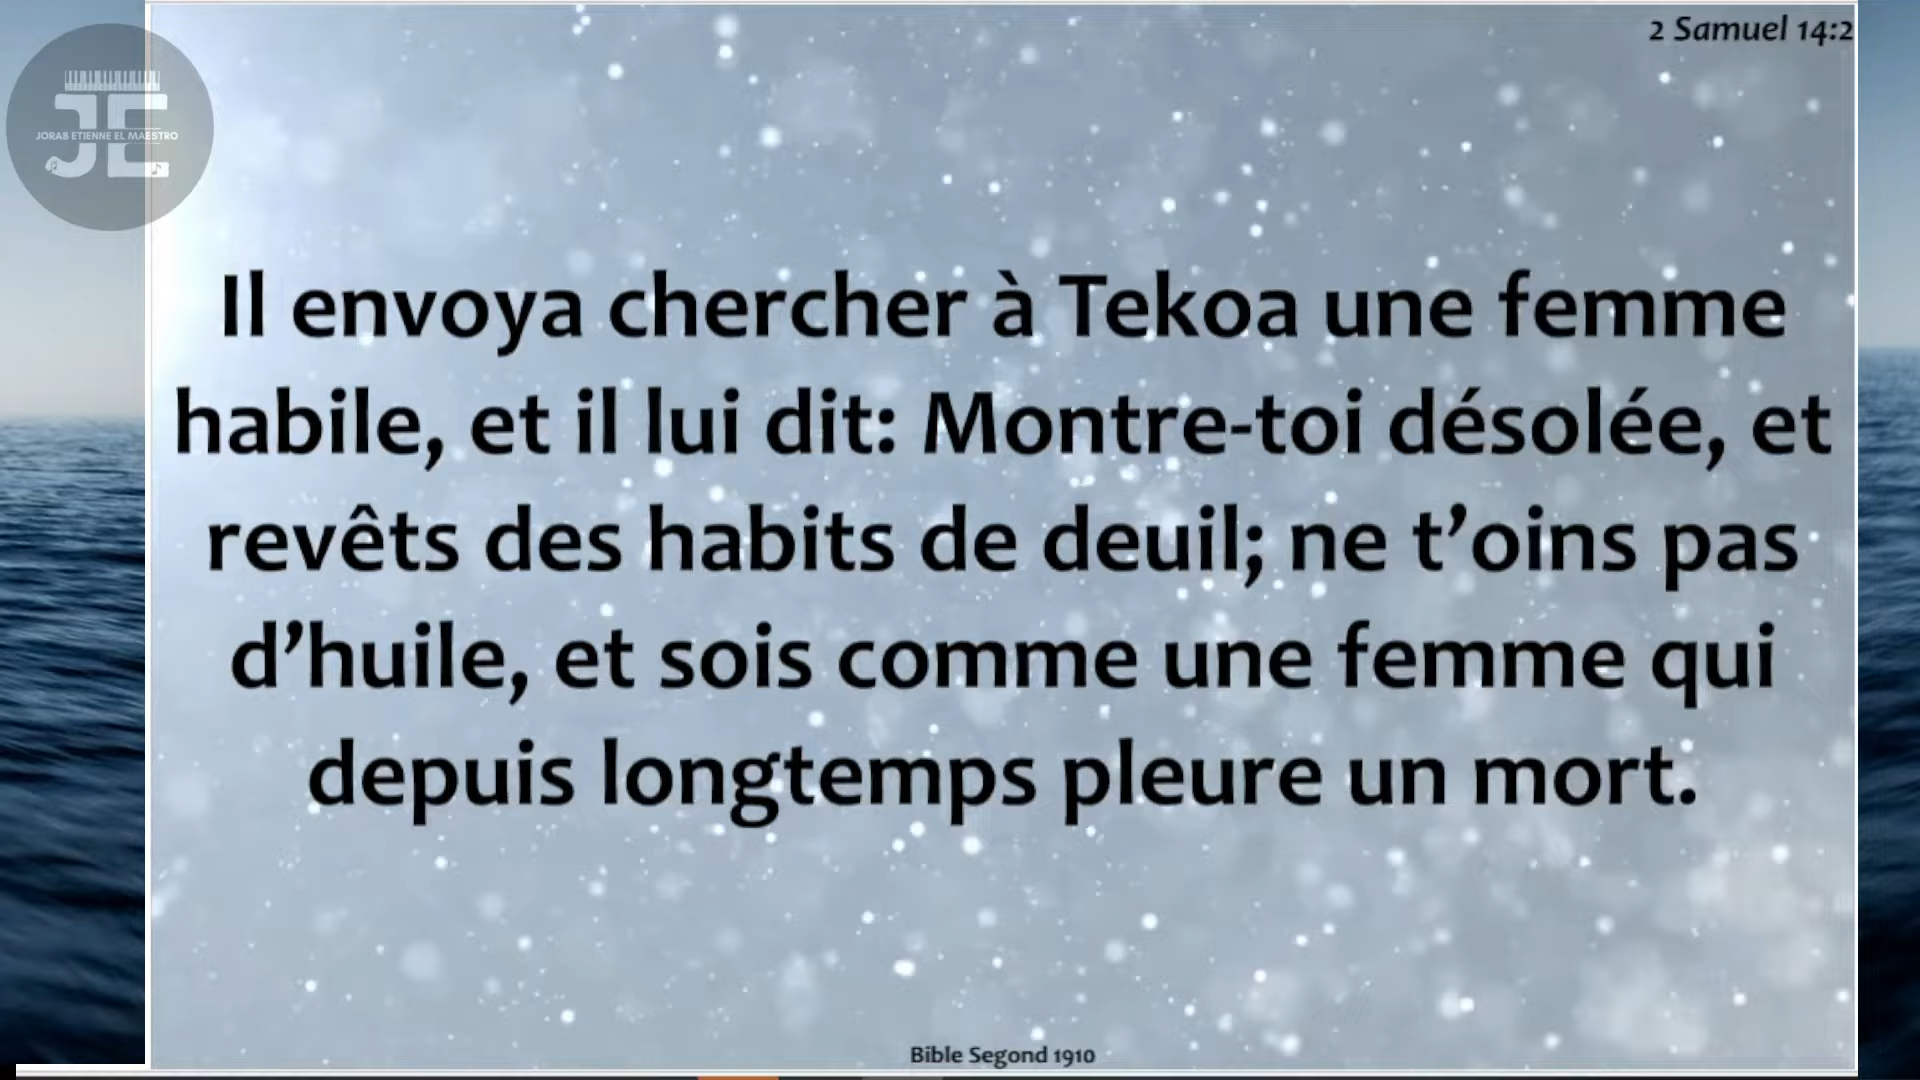 2 Samuel 14:2
JE
JORAB ETIENNE EL MAESTRO
Il envoya chercher à Tekoa une femme
habile, et il lui dit: Montre-toi désolée, et
revêts des habits de deuil; ne t’oins pas
d’huile, et sois comme une femme qui
depuis longtemps pleure un mort.
Bible Segond 1910